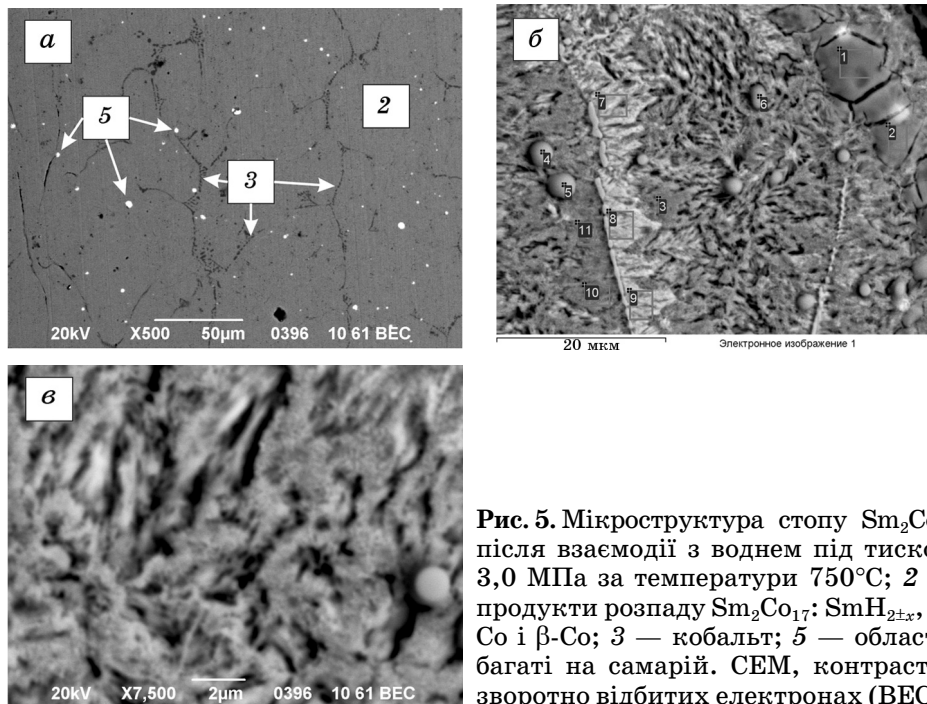 а
5
2
3
20kV X500 50µm 0396 10 61 BEC
б
1
2
7
6
4
5
3
8
11
10
9
20 мкм
Электронное изображение 1
в
20kV X7,500 2µm 0396 10 61 BEC
Рис. 5. Мікроструктура стопу Sm₂Co
після взаємодії з воднем під тиско
3,0 МПа за температури 750°C; 2
продукти розпаду Sm₂Co₁₇: SmH₂±ₓ,
Co і β-Co; 3 — кобальт; 5 — област
багаті на самарій. СЕМ, контраст
зворотно відбитих електронах (BEC